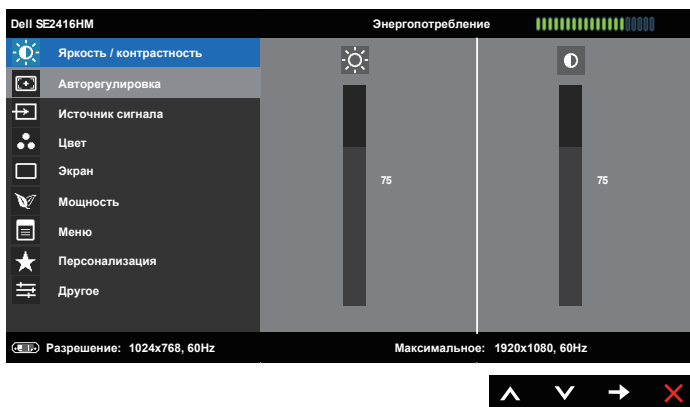 Dell SE2416HM Энергопотребление
Яркость / контрастность
Авторегулировка
Источник сигнала
Цвет
Экран
Мощность
Меню
Персонализация
Другое
75 75
Разрешение: 1024x768, 60Hz Максимальное: 1920x1080, 60Hz